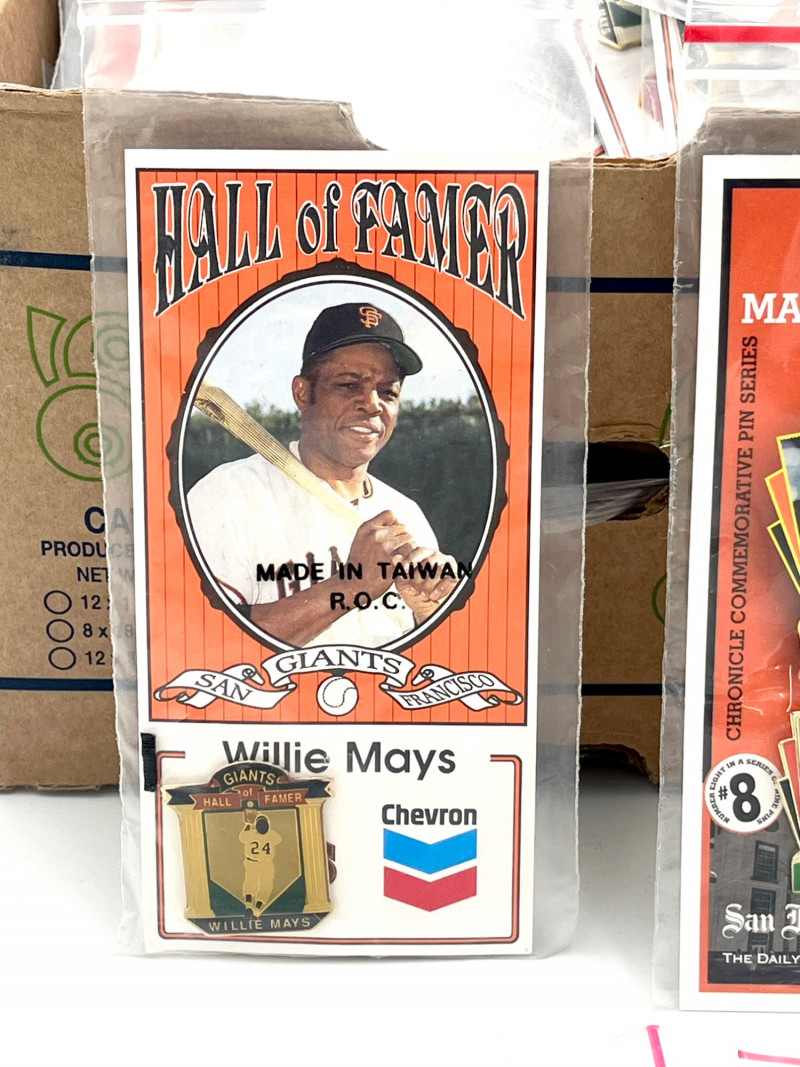 HALL of FAMER
SF
MADE IN TAIWAN
R.O.C.
SAN GIANTS FRANCISCO
Willie Mays
Chevron
GIANTS
HALL of FAMER
24
WILLIE MAYS
MA
CHRONICLE COMMEMORATIVE PIN SERIES
NUMBER EIGHT IN A SERIES
#8
San
THE DAILY
CA
PRODUCE
NET W
12 x
8 x 8
12